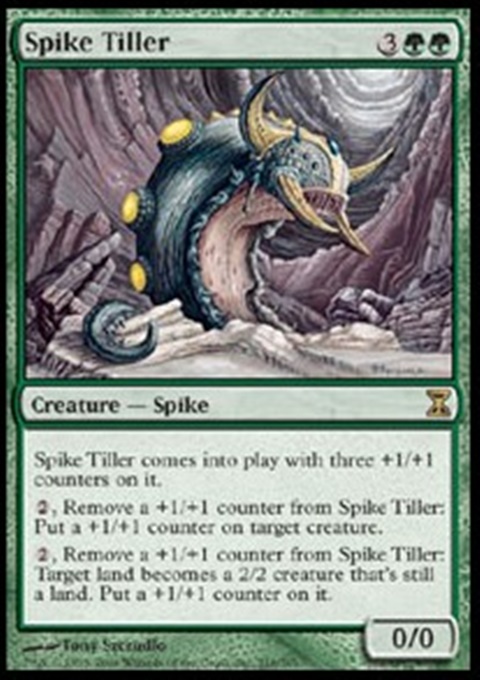 Spike Tiller 3
Creature — Spike
Spike Tiller comes into play with three +1/+1
counters on it.
2, Remove a +1/+1 counter from Spike Tiller:
Put a +1/+1 counter on target creature.
2, Remove a +1/+1 counter from Spike Tiller:
Target land becomes a 2/2 creature that's still
a land. Put a +1/+1 counter on it.
Tony Szczudlo
0/0